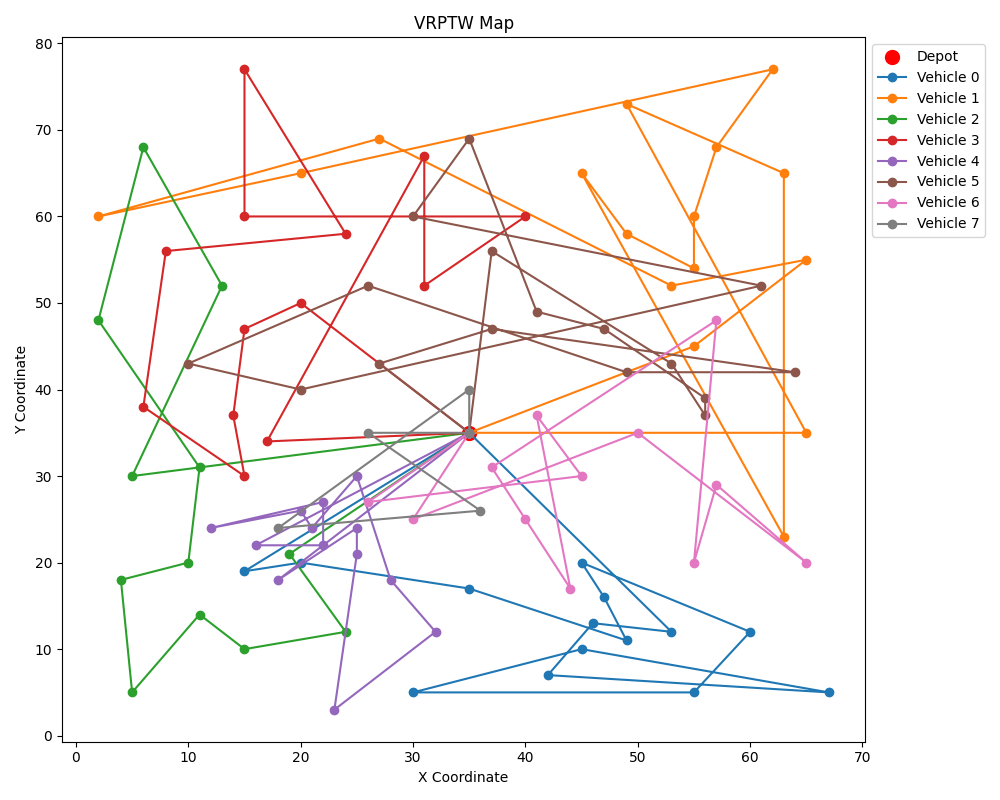 VRPTW Map
Y Coordinate
80
70
60
50
40
30
20
10
0
0 10 20 30 40 50 60 70
X Coordinate
Depot
Vehicle 0
Vehicle 1
Vehicle 2
Vehicle 3
Vehicle 4
Vehicle 5
Vehicle 6
Vehicle 7